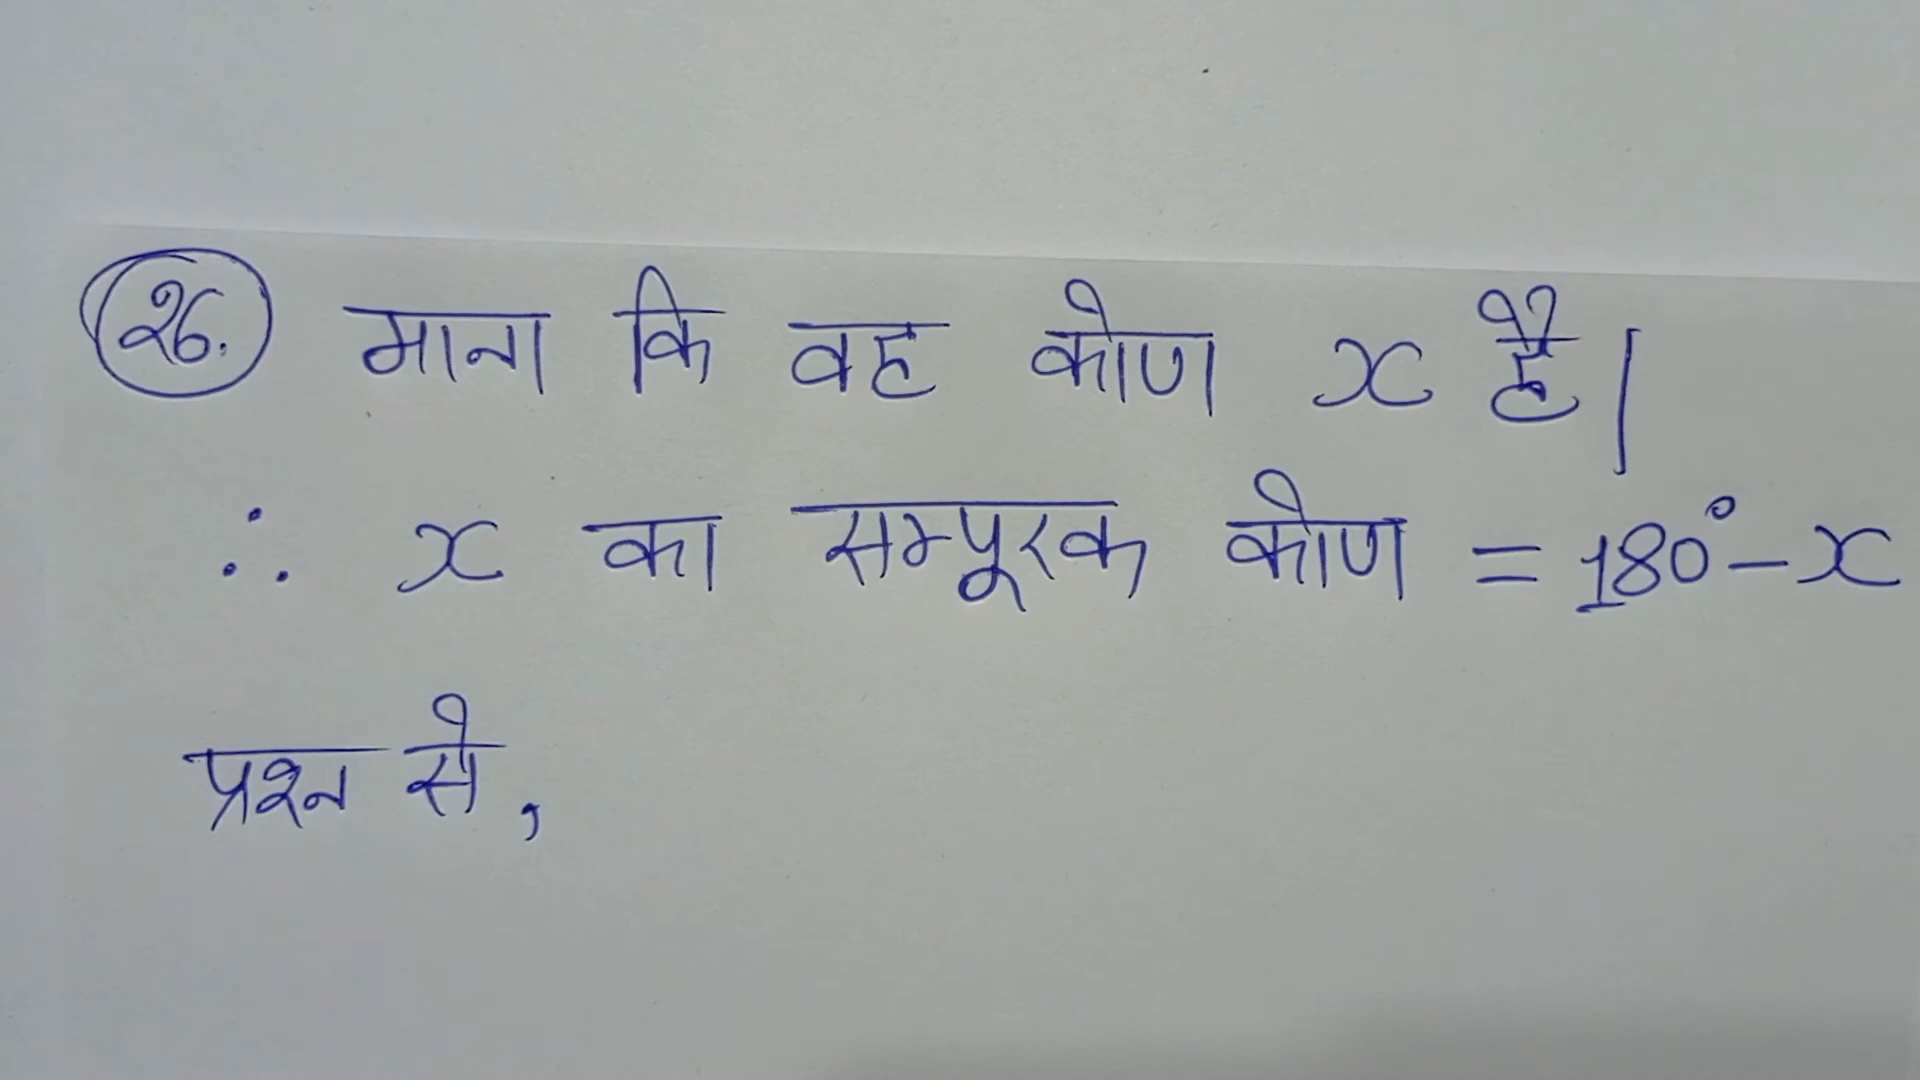 26. माना कि वह कोण x है।
∴ x का सम्पूरक कोण = 180° - x
प्रश्न से,